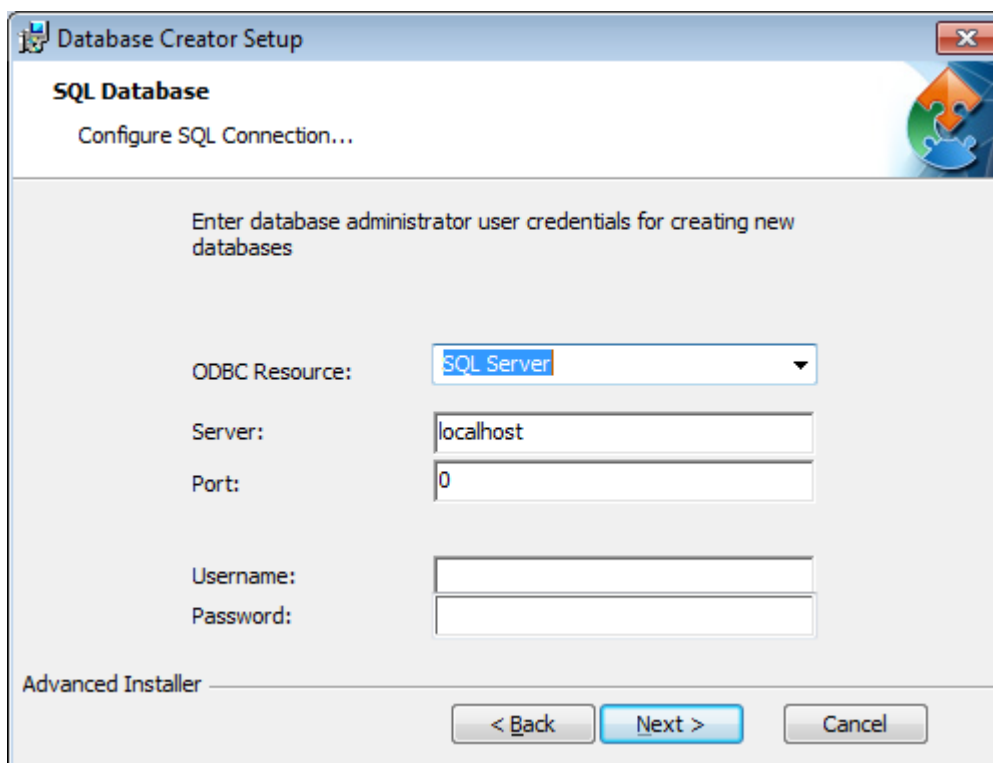 Database Creator Setup
SQL Database
Configure SQL Connection...
Enter database administrator user credentials for creating new
databases
ODBC Resource: SQL Server
Server: localhost
Port: 0
Username:
Password:
Advanced Installer
< Back Next > Cancel